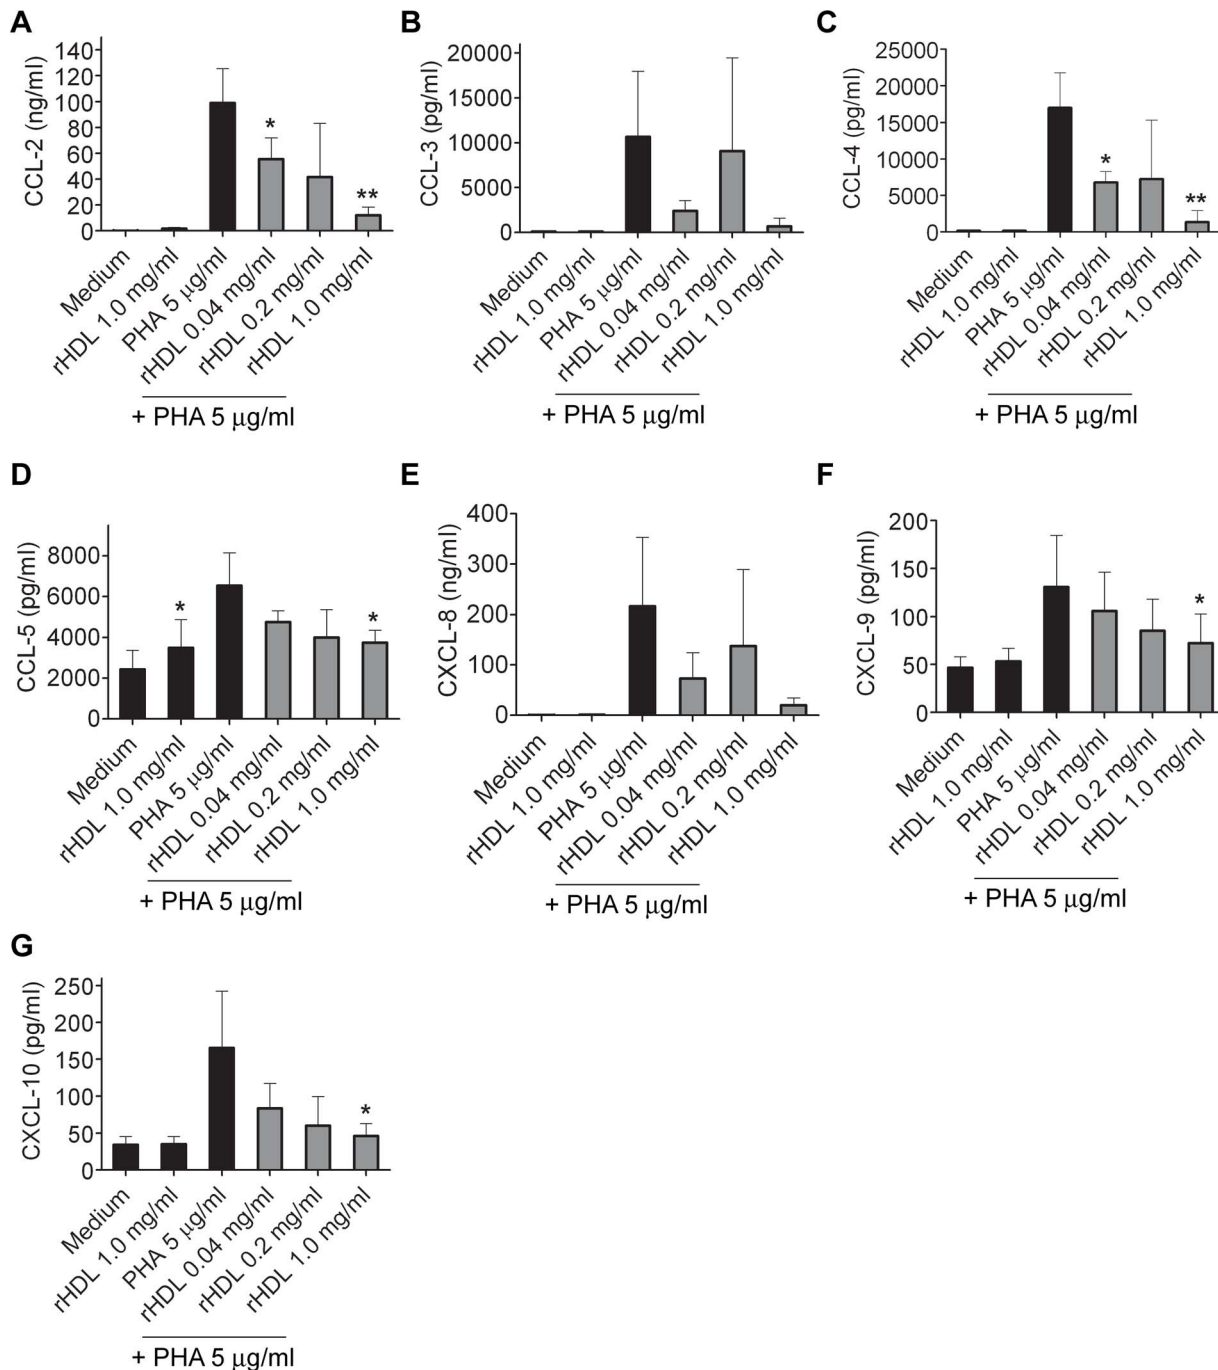 A
CCL-2 (ng/ml)
140
120
100
80
60
40
20
0
*
**
Medium
rHDL 1.0 mg/ml
PHA 5 µg/ml
rHDL 0.04 mg/ml
rHDL 0.2 mg/ml
rHDL 1.0 mg/ml
+ PHA 5 µg/ml
B
CCL-3 (pg/ml)
20000
15000
10000
5000
0
Medium
rHDL 1.0 mg/ml
PHA 5 µg/ml
rHDL 0.04 mg/ml
rHDL 0.2 mg/ml
rHDL 1.0 mg/ml
+ PHA 5 µg/ml
C
CCL-4 (pg/ml)
25000
20000
15000
10000
5000
0
*
**
Medium
rHDL 1.0 mg/ml
PHA 5 µg/ml
rHDL 0.04 mg/ml
rHDL 0.2 mg/ml
rHDL 1.0 mg/ml
+ PHA 5 µg/ml
D
CCL-5 (pg/ml)
8000
6000
4000
2000
0
*
*
Medium
rHDL 1.0 mg/ml
PHA 5 µg/ml
rHDL 0.04 mg/ml
rHDL 0.2 mg/ml
rHDL 1.0 mg/ml
+ PHA 5 µg/ml
E
CXCL-8 (ng/ml)
400
300
200
100
0
Medium
rHDL 1.0 mg/ml
PHA 5 µg/ml
rHDL 0.04 mg/ml
rHDL 0.2 mg/ml
rHDL 1.0 mg/ml
+ PHA 5 µg/ml
F
CXCL-9 (pg/ml)
200
150
100
50
0
*
Medium
rHDL 1.0 mg/ml
PHA 5 µg/ml
rHDL 0.04 mg/ml
rHDL 0.2 mg/ml
rHDL 1.0 mg/ml
+ PHA 5 µg/ml
G
CXCL-10 (pg/ml)
250
200
150
100
50
0
*
Medium
rHDL 1.0 mg/ml
PHA 5 µg/ml
rHDL 0.04 mg/ml
rHDL 0.2 mg/ml
rHDL 1.0 mg/ml
+ PHA 5 µg/ml